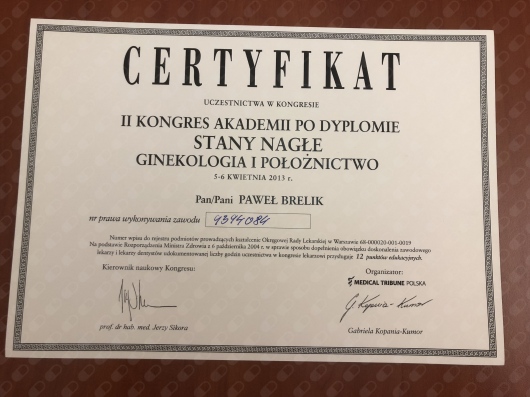 CERTYFIKAT
UCZESTNICTWA W KONGRESIE
II KONGRES AKADEMII PO DYPLOMIE
STANY NAGŁE
GINEKOLOGIA I POŁOŻNICTWO
5-6 KWIETNIA 2013 r.
Pan/Pani PAWEŁ BRELIK
nr prawa wykonywania zawodu 4344084
Numer wpisu do rejestru podmiotów prowadzących kształcenie Okręgowej Rady Lekarskiej w Warszawie 68-000020-001-0019
Na podstawie Rozporządzenia Ministra Zdrowia z 6 października 2004 r. w sprawie sposobu dopełnienia obowiązku doskonalenia zawodowego
lekarzy i lekarzy dentystów udokumentowanej liczby godzin uczestnictwa w kongresie lekarzowi przysługuje 12 punktów edukacyjnych.
Kierownik naukowy Kongresu:
Organizator:
MEDICAL TRIBUNE POLSKA
G. Kopania-Kumor
prof. dr hab. med. Jerzy Sikora
Gabriela Kopania-Kumor